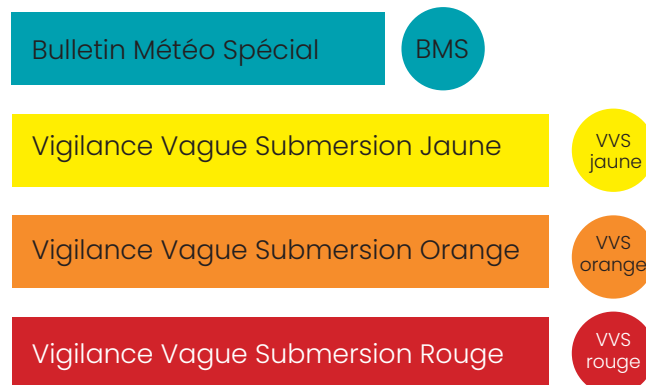 Bulletin Météo Spécial
BMS
Vigilance Vague Submersion Jaune
VVS
jaune
Vigilance Vague Submersion Orange
VVS
orange
Vigilance Vague Submersion Rouge
VVS
rouge